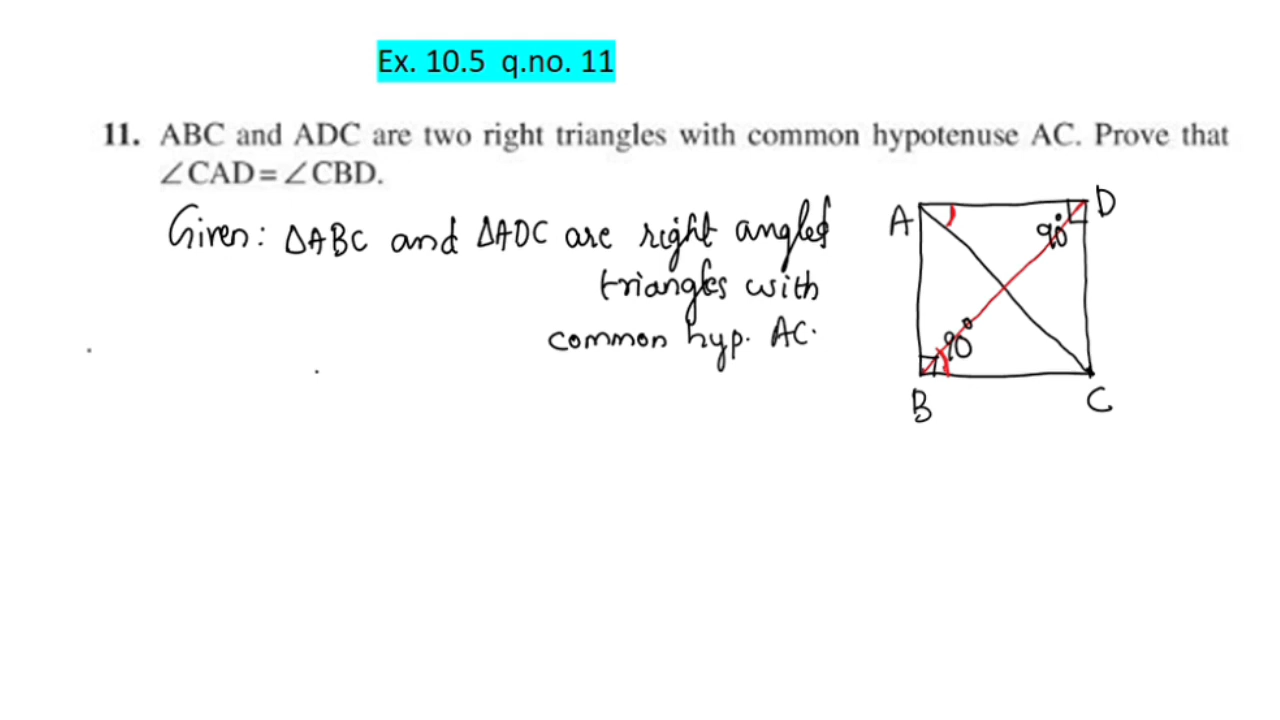 Ex. 10.5 q.no. 11
11. ABC and ADC are two right triangles with common hypotenuse AC. Prove that
∠CAD=∠CBD.
Given: ΔABC and ΔADC are right angled
triangles with
common hyp. AC.
A
D
90°
90°
B
C